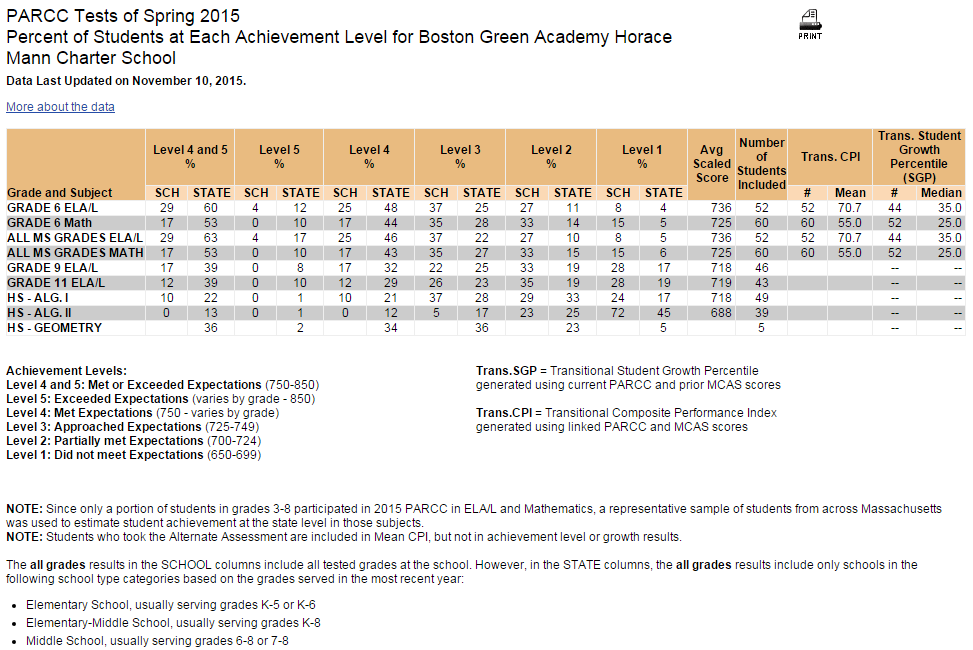 PARCC Tests of Spring 2015
PRINT
Percent of Students at Each Achievement Level for Boston Green Academy Horace
Mann Charter School
Data Last Updated on November 10, 2015.
More about the data
Grade and Subject Level 4 and 5 % Level 5 % Level 4 % Level 3 % Level 2 % Level 1 % Avg Scaled Score Number of Students Included Trans. CPI Trans. Student Growth Percentile (SGP)
SCH STATE SCH STATE SCH STATE SCH STATE SCH STATE SCH STATE # Mean # Median
GRADE 6 ELA/L 29 60 4 12 25 48 37 25 27 11 8 4 736 52 52 70.7 44 35.0
GRADE 6 Math 17 53 0 10 17 44 35 28 33 14 15 5 725 60 60 55.0 52 25.0
ALL MS GRADES ELA/L 29 63 4 17 25 46 37 22 27 10 8 5 736 52 52 70.7 44 35.0
ALL MS GRADES MATH 17 53 0 10 17 43 35 27 33 15 15 6 725 60 60 55.0 52 25.0
GRADE 9 ELA/L 17 39 0 8 17 32 22 25 33 19 28 17 718 46 -- --
GRADE 11 ELA/L 12 39 0 10 12 29 26 23 35 19 28 19 719 43 -- --
HS - ALG. I 10 22 0 1 10 21 37 28 29 33 24 17 718 49 -- --
HS - ALG. II 0 13 0 1 0 12 5 17 23 25 72 45 688 39 -- --
HS - GEOMETRY 36 2 34 36 23 5 5 -- --
Achievement Levels:
Level 4 and 5: Met or Exceeded Expectations (750-850)
Level 5: Exceeded Expectations (varies by grade - 850)
Level 4: Met Expectations (750 - varies by grade)
Level 3: Approached Expectations (725-749)
Level 2: Partially met Expectations (700-724)
Level 1: Did not meet Expectations (650-699)
Trans.SGP = Transitional Student Growth Percentile
generated using current PARCC and prior MCAS scores
Trans.CPI = Transitional Composite Performance Index
generated using linked PARCC and MCAS scores
NOTE: Since only a portion of students in grades 3-8 participated in 2015 PARCC in ELA/L and Mathematics, a representative sample of students from across Massachusetts
was used to estimate student achievement at the state level in those subjects.
NOTE: Students who took the Alternate Assessment are included in Mean CPI, but not in achievement level or growth results.
The all grades results in the SCHOOL columns include all tested grades at the school. However, in the STATE columns, the all grades results include only schools in the
following school type categories based on the grades served in the most recent year:
• Elementary School, usually serving grades K-5 or K-6
• Elementary-Middle School, usually serving grades K-8
• Middle School, usually serving grades 6-8 or 7-8